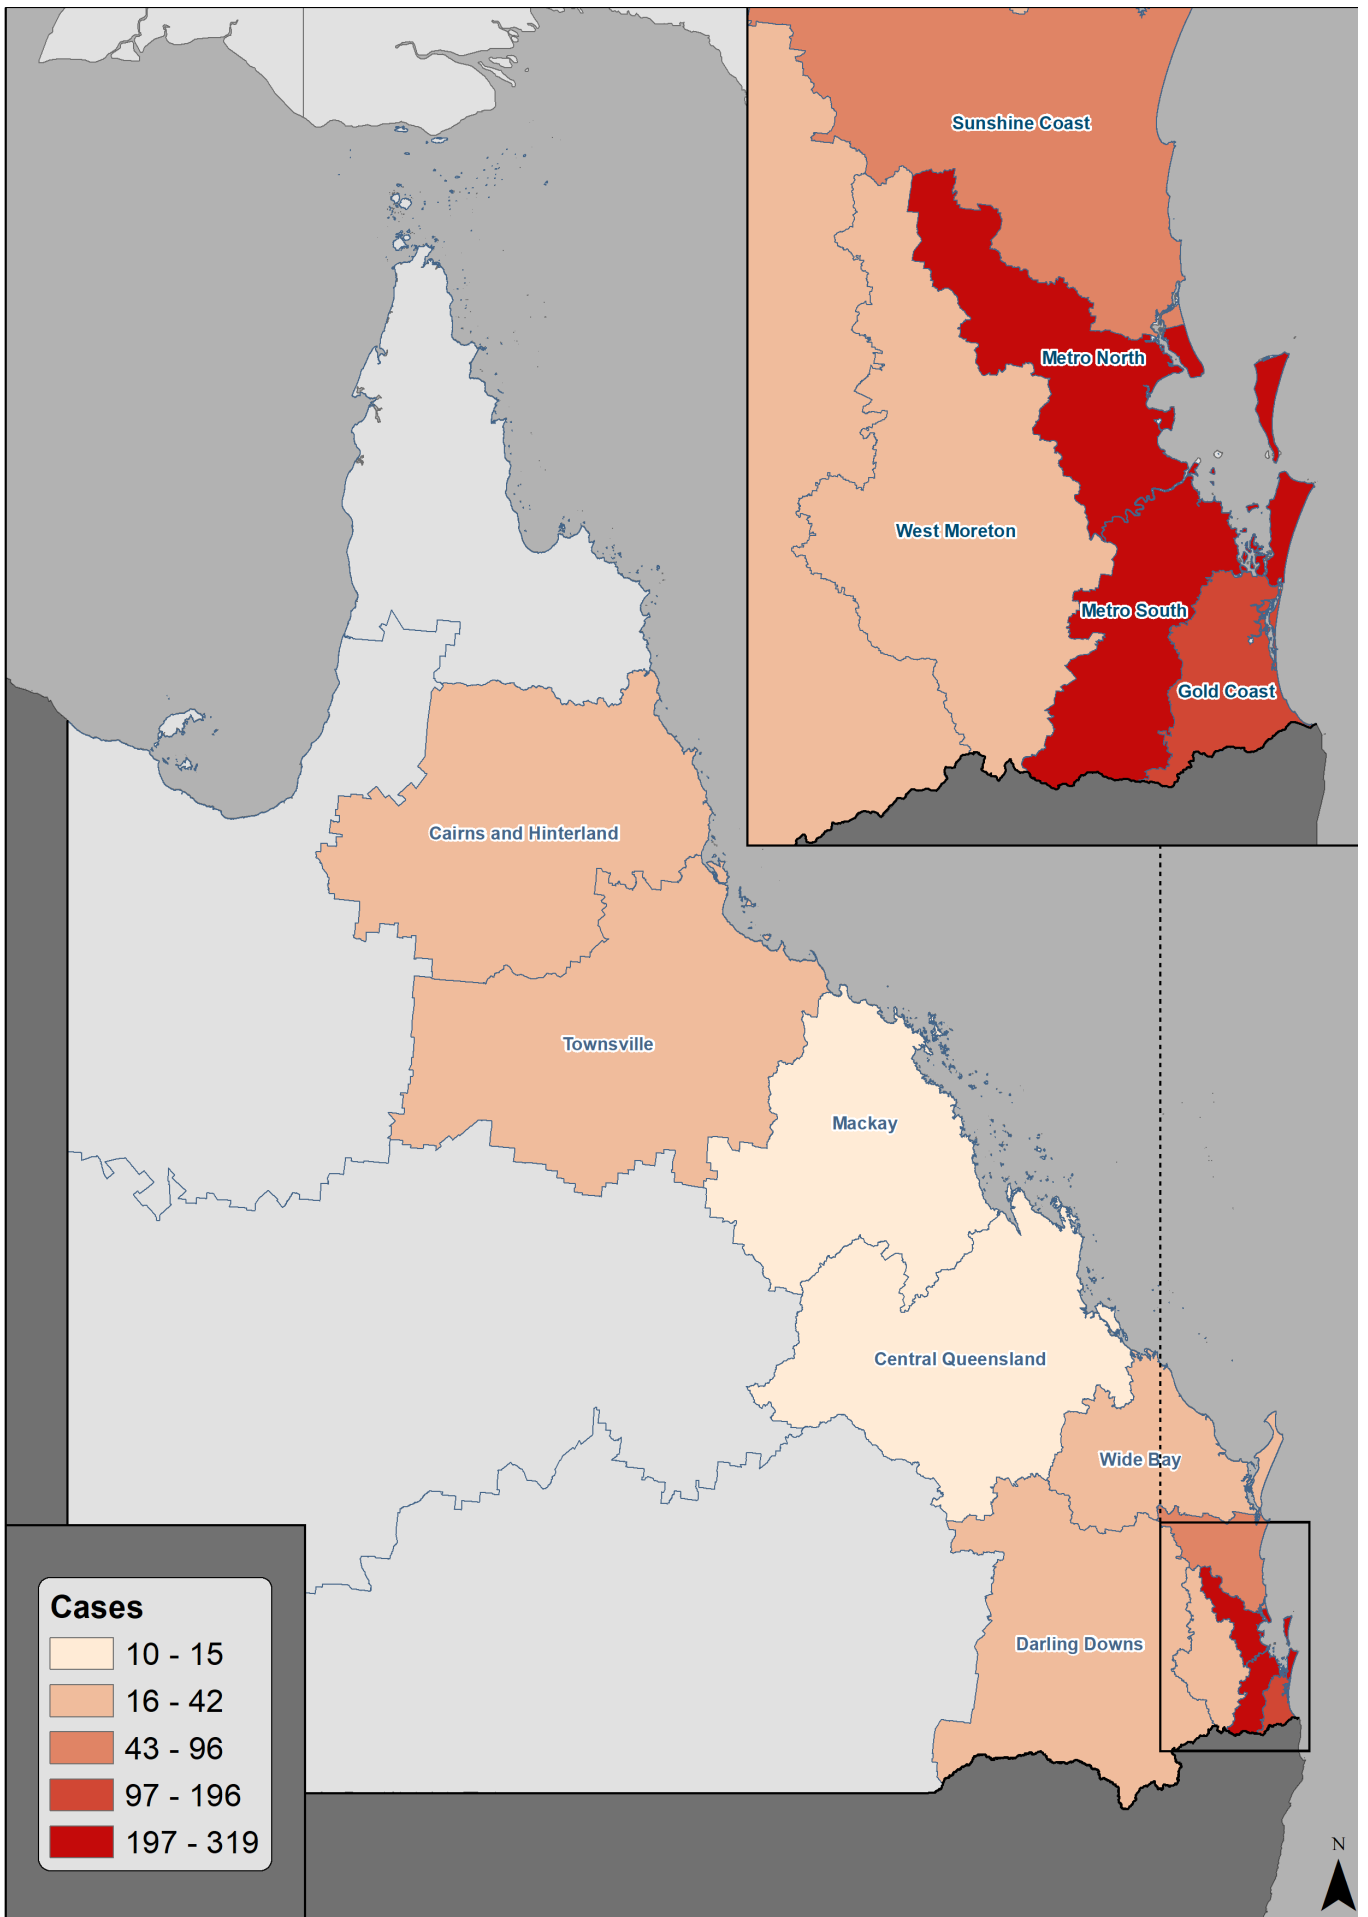 Sunshine Coast
Metro North
West Moreton
Metro South
Gold Coast
Cairns and Hinterland
Townsville
Mackay
Central Queensland
Wide Bay
Darling Downs
Cases
10 - 15
16 - 42
43 - 96
97 - 196
197 - 319
N